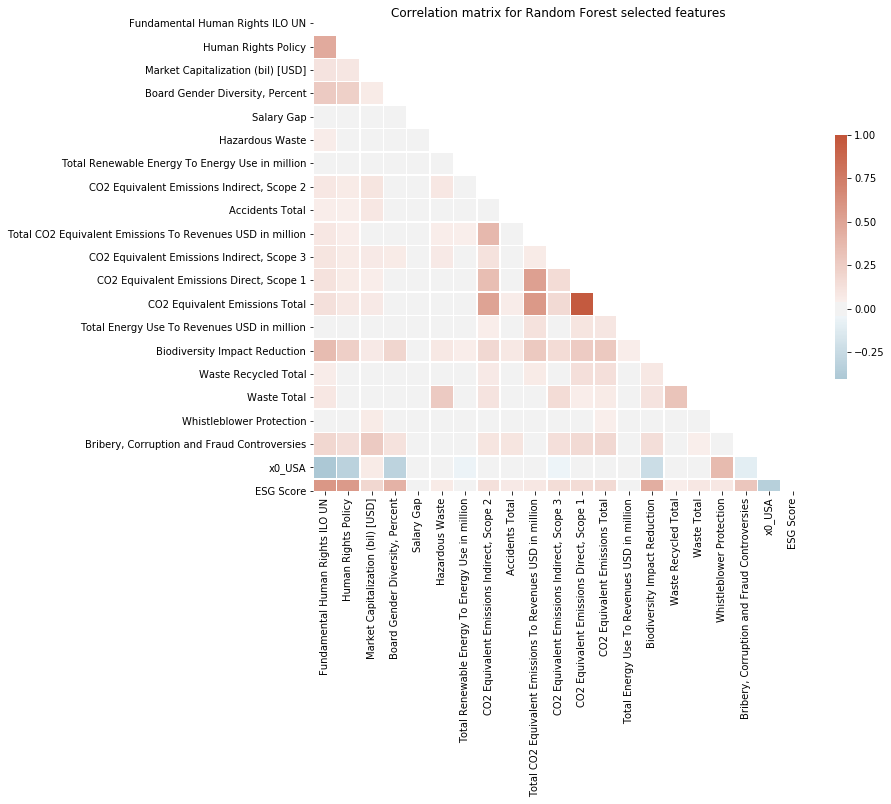 Correlation matrix for Random Forest selected features
Fundamental Human Rights ILO UN
Human Rights Policy
Market Capitalization (bil) [USD]
Board Gender Diversity, Percent
Salary Gap
Hazardous Waste
Total Renewable Energy To Energy Use in million
CO2 Equivalent Emissions Indirect, Scope 2
Accidents Total
Total CO2 Equivalent Emissions To Revenues USD in million
CO2 Equivalent Emissions Indirect, Scope 3
CO2 Equivalent Emissions Direct, Scope 1
CO2 Equivalent Emissions Total
Total Energy Use To Revenues USD in million
Biodiversity Impact Reduction
Waste Recycled Total
Waste Total
Whistleblower Protection
Bribery, Corruption and Fraud Controversies
x0_USA
ESG Score
Fundamental Human Rights ILO UN
Human Rights Policy
Market Capitalization (bil) [USD]
Board Gender Diversity, Percent
Salary Gap
Hazardous Waste
Total Renewable Energy To Energy Use in million
CO2 Equivalent Emissions Indirect, Scope 2
Accidents Total
Total CO2 Equivalent Emissions To Revenues USD in million
CO2 Equivalent Emissions Indirect, Scope 3
CO2 Equivalent Emissions Direct, Scope 1
CO2 Equivalent Emissions Total
Total Energy Use To Revenues USD in million
Biodiversity Impact Reduction
Waste Recycled Total
Waste Total
Whistleblower Protection
Bribery, Corruption and Fraud Controversies
x0_USA
ESG Score
1.00
0.75
0.50
0.25
0.00
−0.25